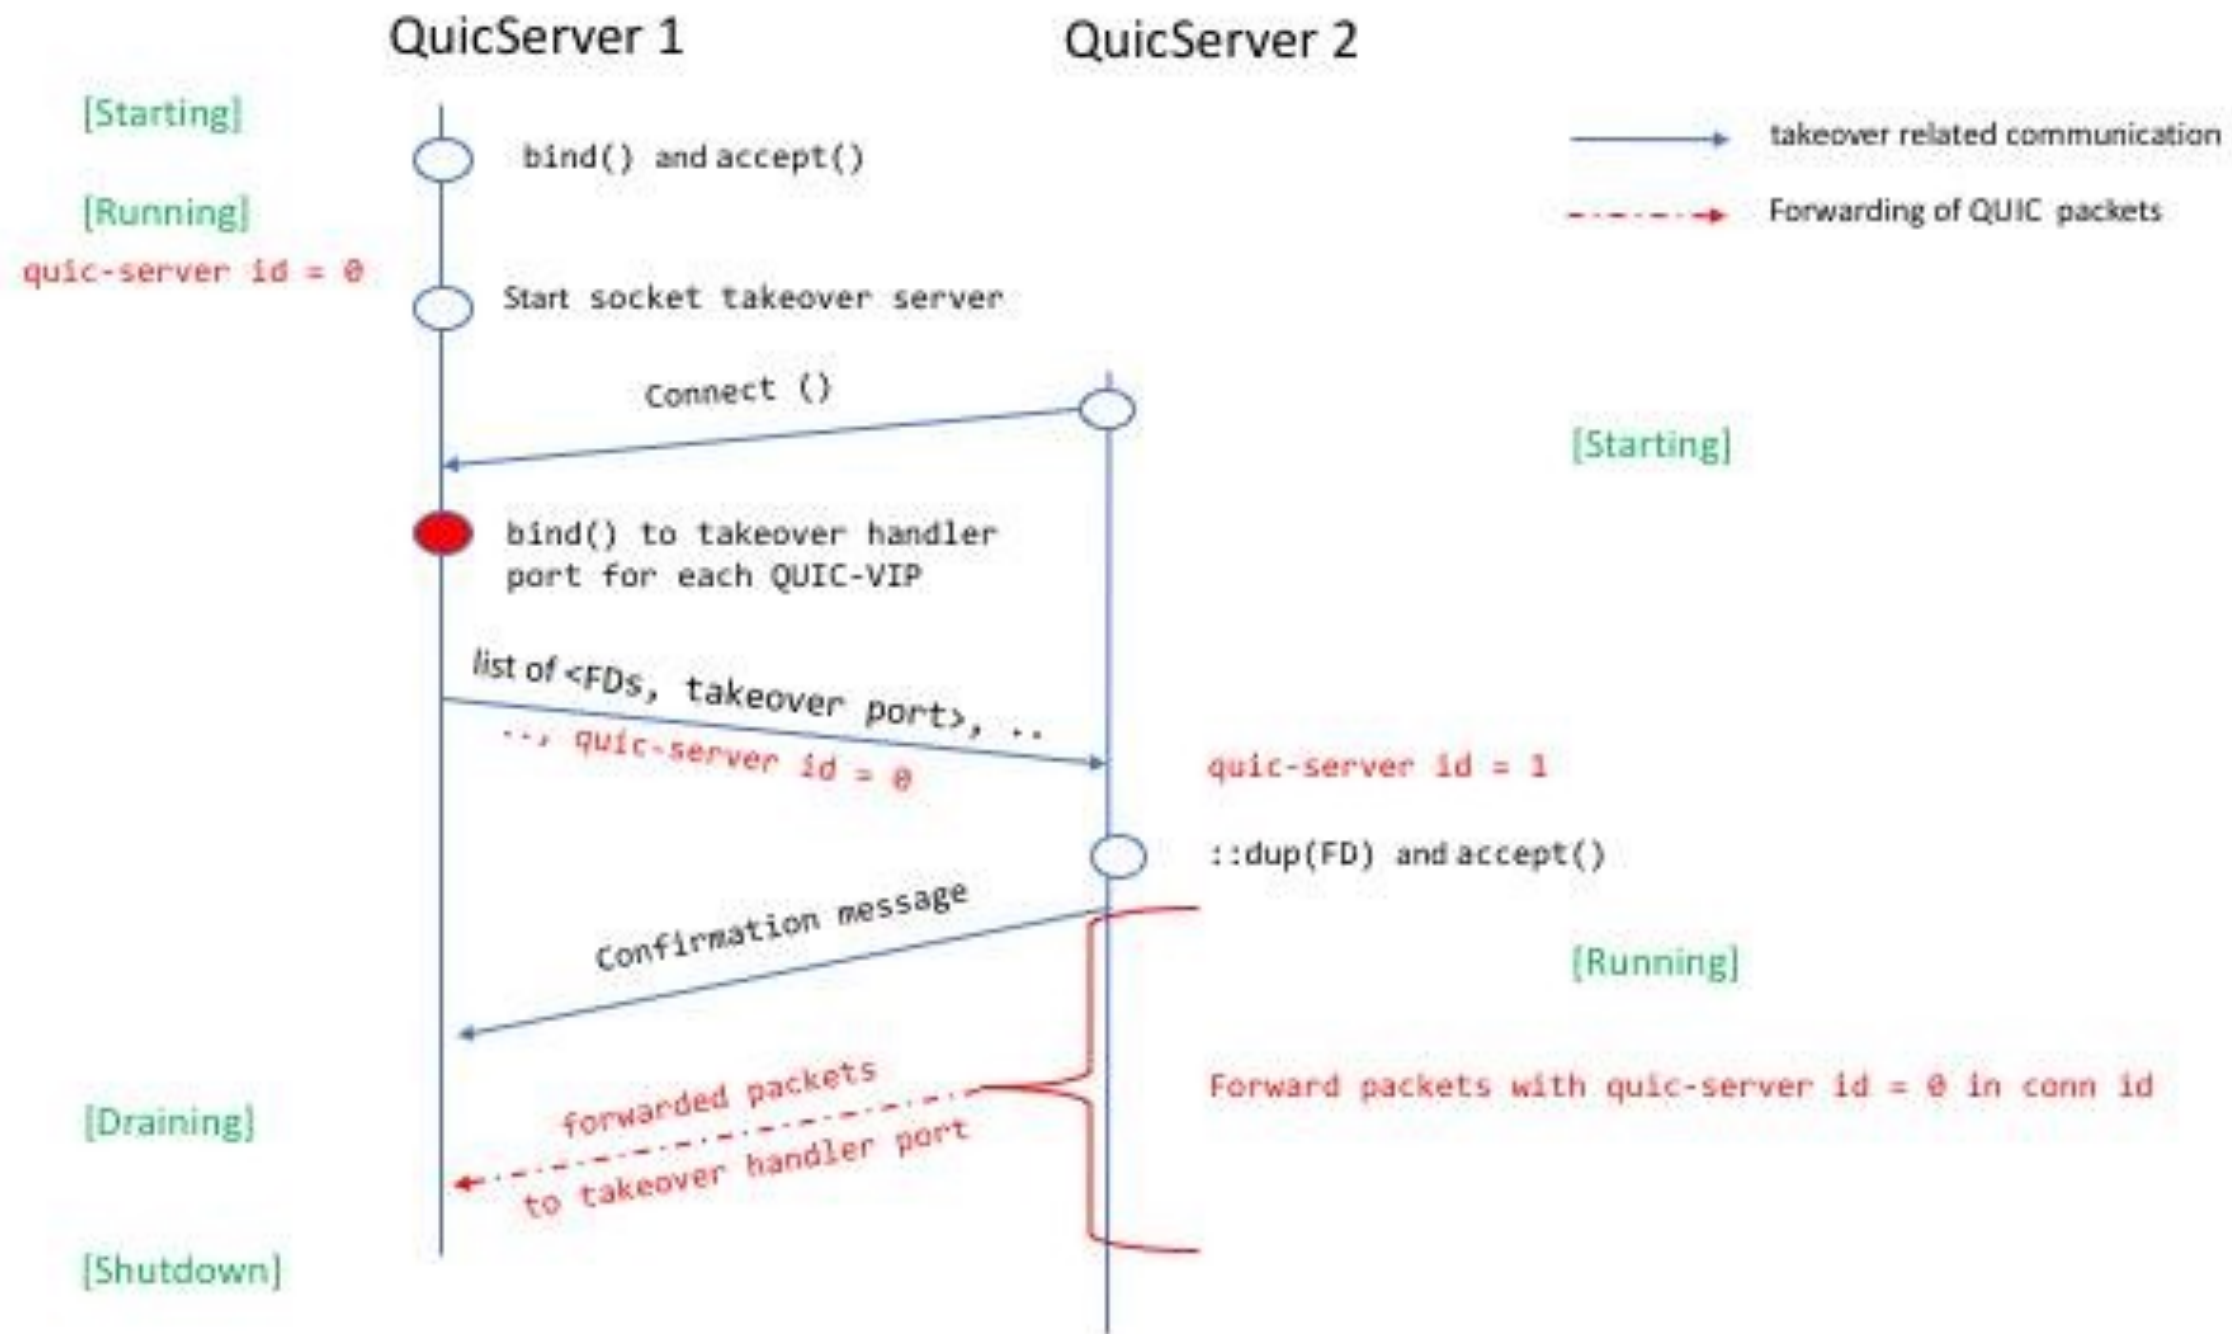 QuicServer 1
QuicServer 2
[Starting]
bind() and accept()
takeover related communication
[Running]
Forwarding of QUIC packets
quic-server id = 0
Start socket takeover server
Connect ()
[Starting]
bind() to takeover handler
port for each QUIC-VIP
list of <FDs, takeover port>, ..
.., quic-server id = 0
quic-server id = 1
::dup(FD) and accept()
Confirmation message
[Running]
forwarded packets
to takeover handler port
Forward packets with quic-server id = 0 in conn id
[Draining]
[Shutdown]